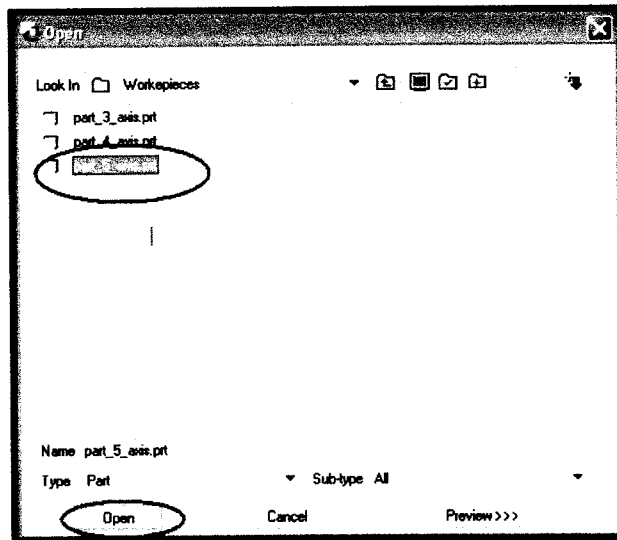 Open
Look In Workepieces
part_3_axis.prt
part_4_axis.prt
Name part_5_axis.prt
Type Part Sub-type All
Open Cancel Preview>>>